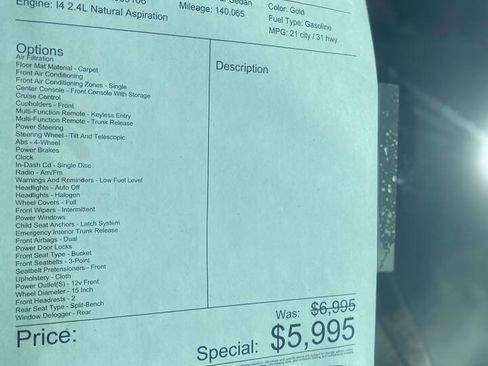 Sedan
Engine: I4 2.4L Natural Aspiration
Mileage: 140,065
Color: Gold
Fuel Type: Gasoline
MPG: 21 city / 31 hwy
Options
Air Filtration
Floor Mat Material - Carpet
Front Air Conditioning
Front Air Conditioning Zones - Single
Center Console - Front Console With Storage
Cruise Control
Cupholders - Front
Multi-Function Remote - Keyless Entry
Multi-Function Remote - Trunk Release
Power Steering
Steering Wheel - Tilt And Telescopic
Abs - 4-Wheel
Power Brakes
Clock
In-Dash Cd - Single Disc
Radio - Am/Fm
Warnings And Reminders - Low Fuel Level
Headlights - Auto Off
Headlights - Halogen
Wheel Covers - Full
Front Wipers - Intermittent
Power Windows
Child Seat Anchors - Latch System
Emergency Interior Trunk Release
Front Airbags - Dual
Power Door Locks
Front Seat Type - Bucket
Front Seatbelts - 3-Point
Seatbelt Pretensioners - Front
Upholstery - Cloth
Power Outlet(S) - 12v Front
Wheel Diameter - 15 Inch
Front Headrests - 2
Rear Seat Type - Split-Bench
Window Defogger - Rear
Description
Price:
Was: $6,995
Special: $5,995